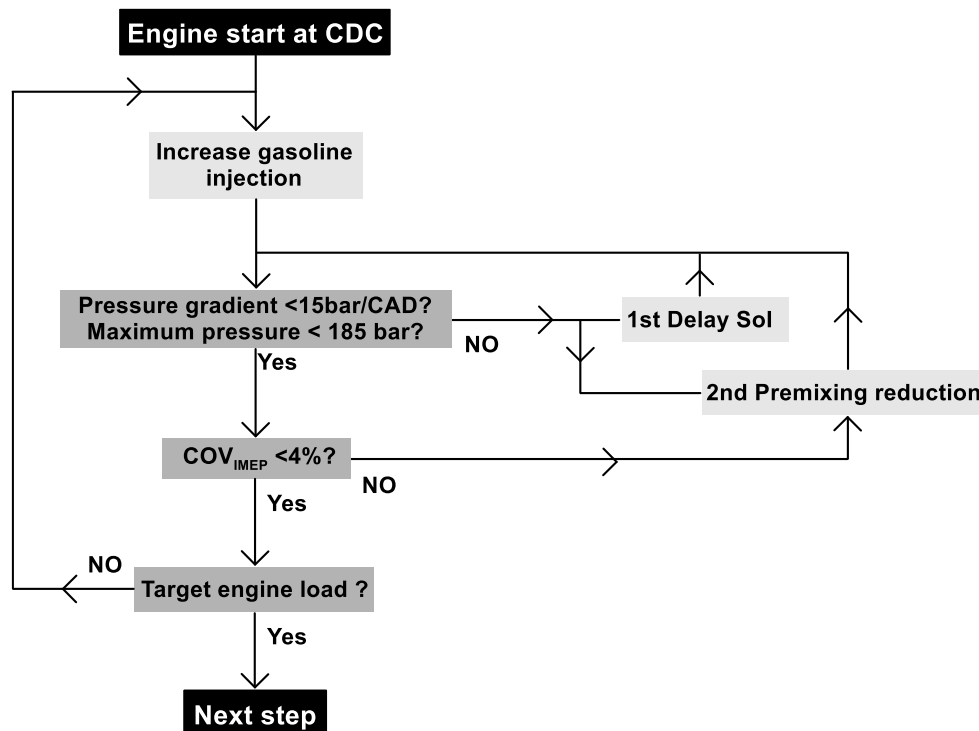 Engine start at CDC
Increase gasoline
injection
Pressure gradient <15bar/CAD?
Maximum pressure < 185 bar?
NO
1st Delay SoI
Yes
2nd Premixing reduction
COVIMEP <4%?
NO
Yes
NO
Target engine load ?
Yes
Next step